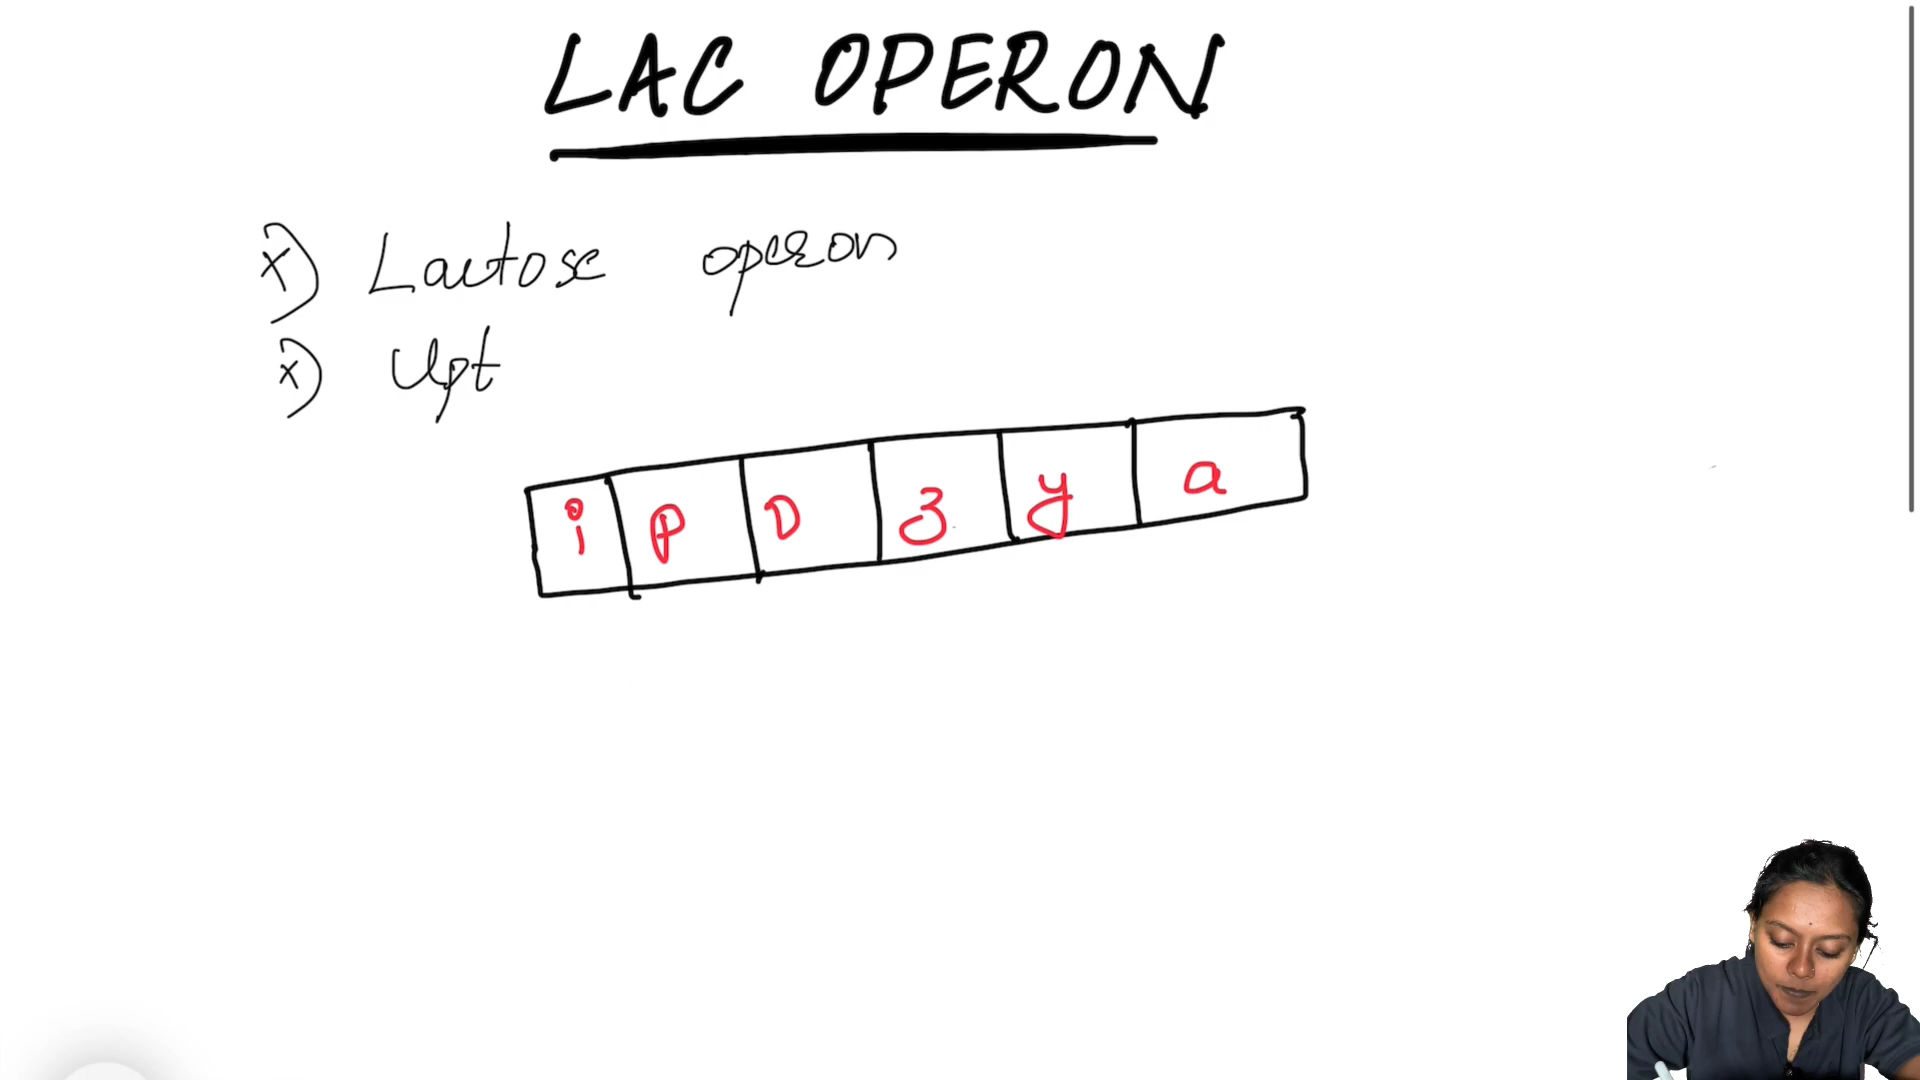 LAC OPERON
x) Lactose operon
x) Upt
i p o z y a